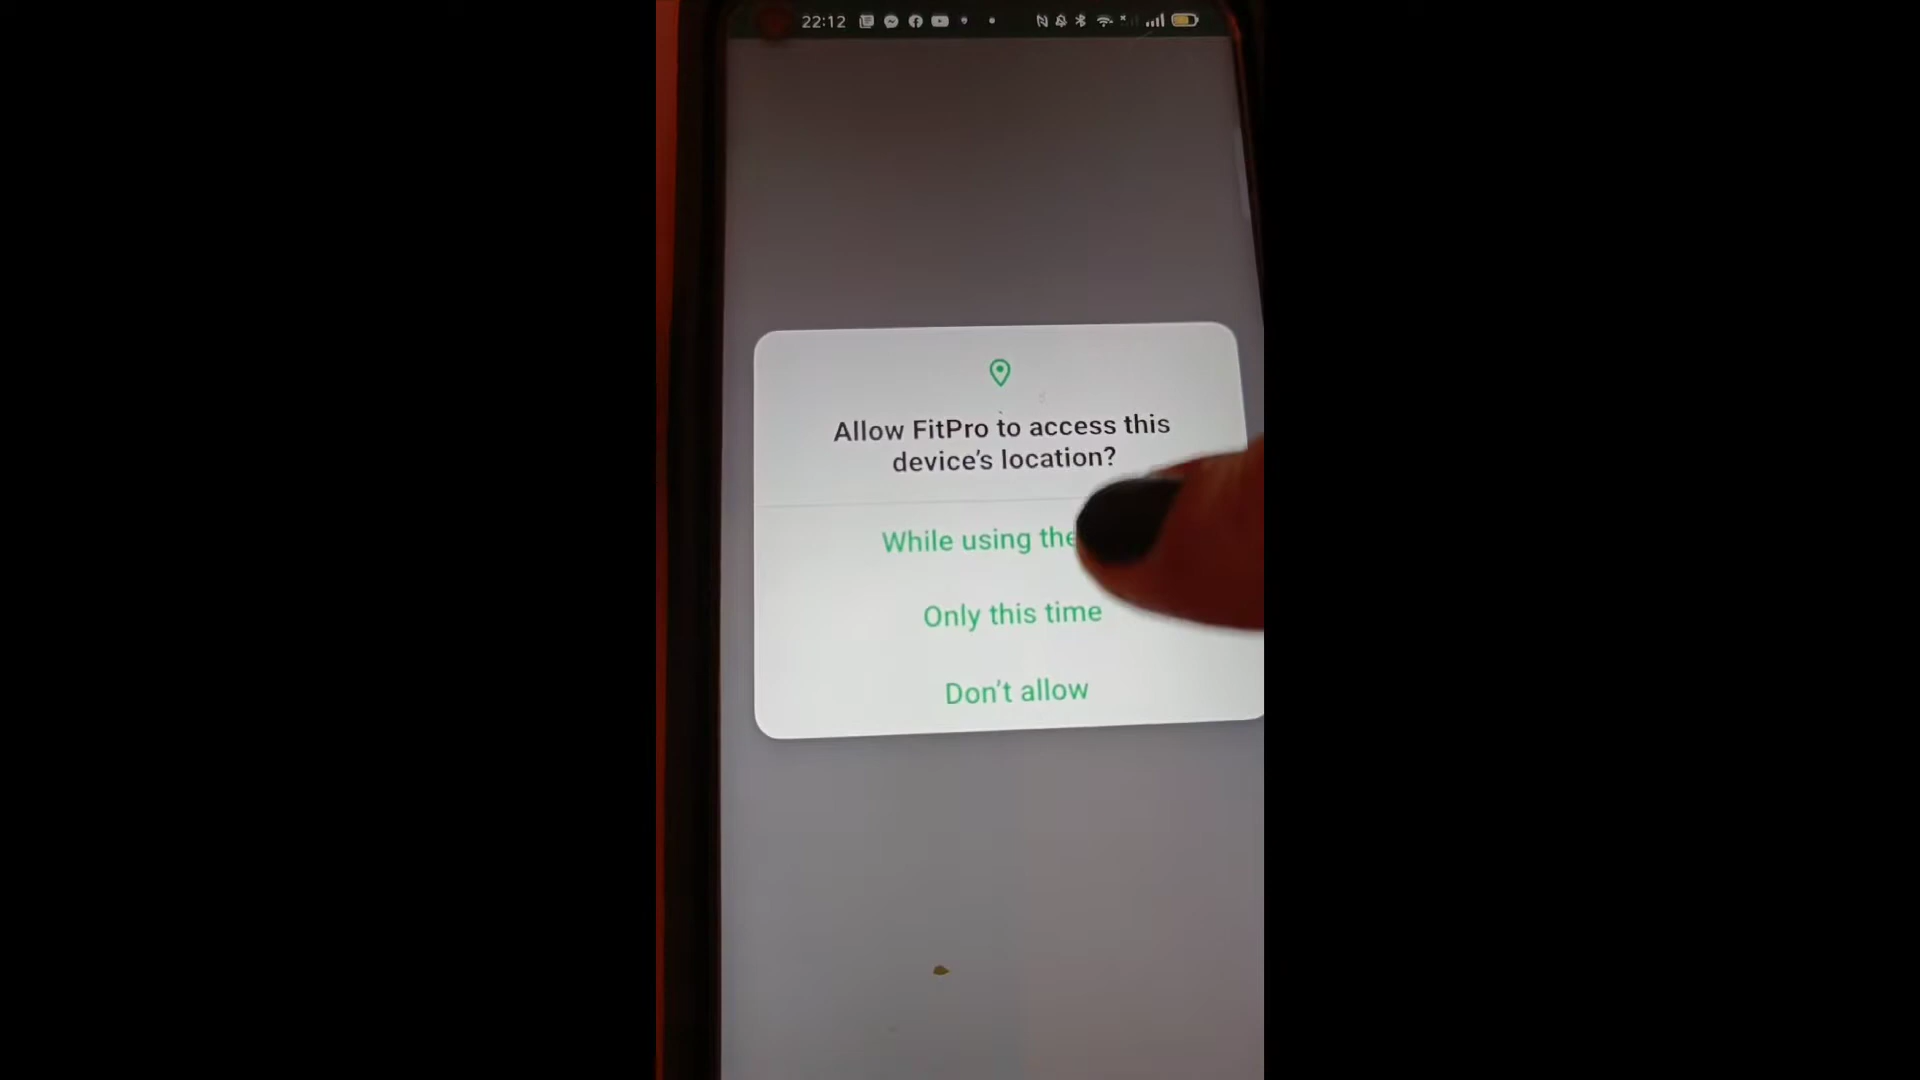 22:12
Allow FitPro to access this
device's location?
While using the
Only this time
Don't allow